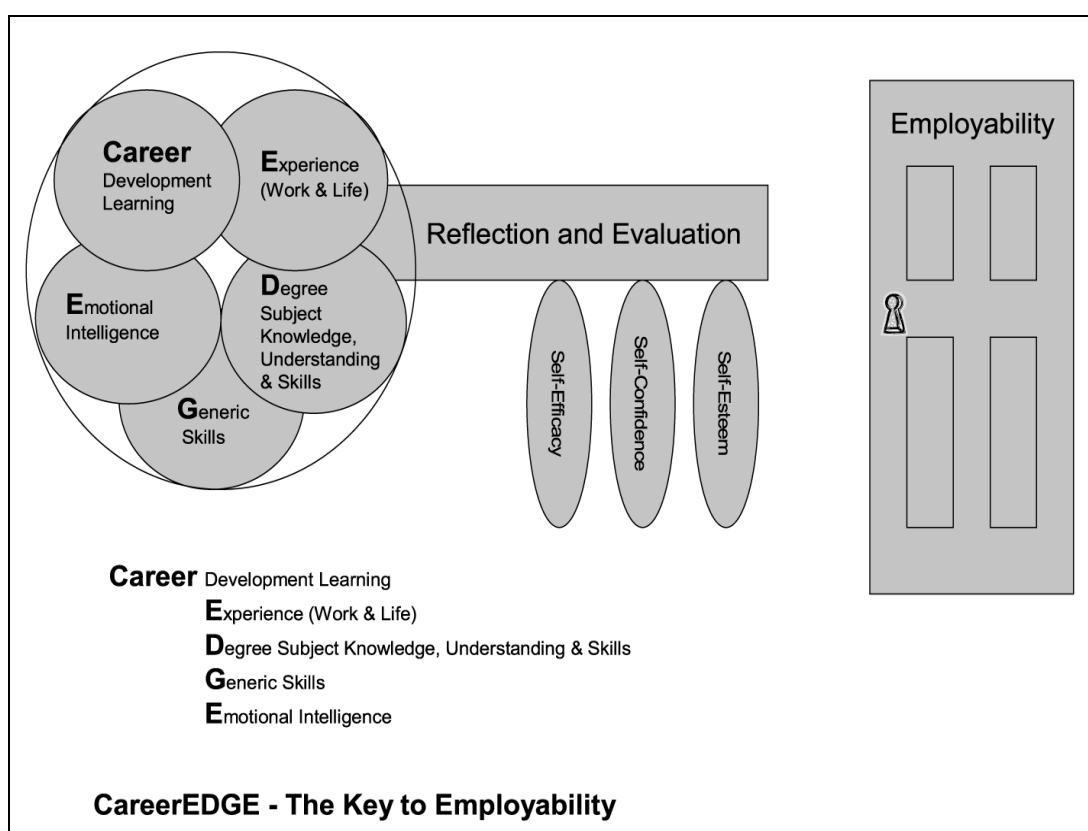 Career
Development
Learning
Experience
(Work & Life)
Emotional
Intelligence
Degree
Subject
Knowledge,
Understanding
& Skills
Generic
Skills
Reflection and Evaluation
Self-Efficacy
Self-Confidence
Self-Esteem
Employability
Career Development Learning
Experience (Work & Life)
Degree Subject Knowledge, Understanding & Skills
Generic Skills
Emotional Intelligence
CareerEDGE - The Key to Employability